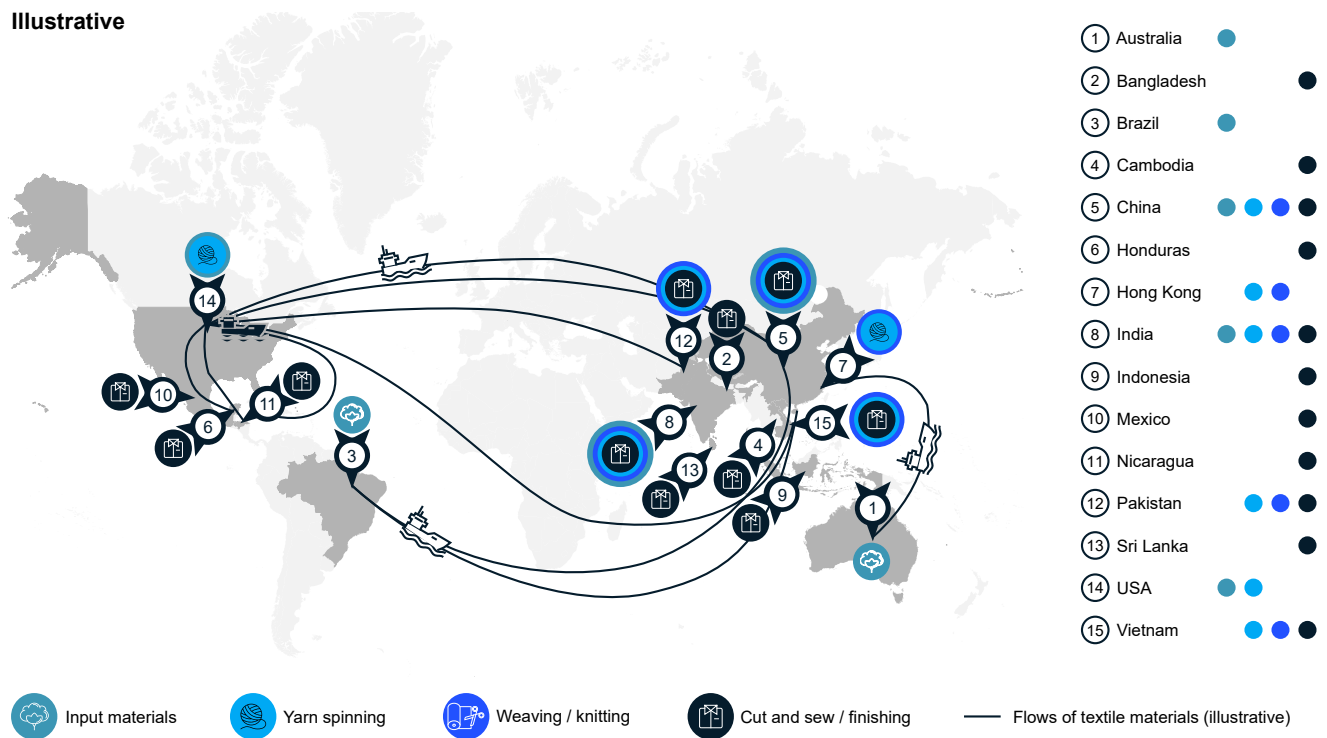 Illustrative
1 Australia
2 Bangladesh
3 Brazil
4 Cambodia
5 China
6 Honduras
7 Hong Kong
8 India
9 Indonesia
10 Mexico
11 Nicaragua
12 Pakistan
13 Sri Lanka
14 USA
15 Vietnam
14
12
2
5
7
10
6
11
3
8
13
4
15
9
1
Input materials
Yarn spinning
Weaving / knitting
Cut and sew / finishing
Flows of textile materials (illustrative)